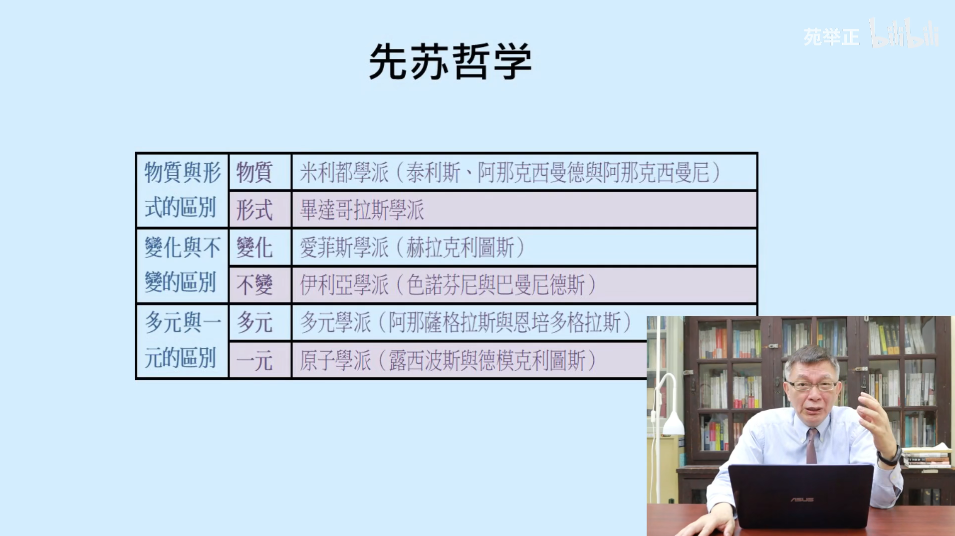 苑举正 bilibili
先苏哲学
物質與形
式的區別
物質
米利都學派（泰利斯、阿那克西曼德與阿那克西曼尼）
形式
畢達哥拉斯學派
變化與不
變的區別
變化
愛菲斯學派（赫拉克利圖斯）
不變
伊利亞學派（色諾芬尼與巴曼尼德斯）
多元與一
元的區別
多元
多元學派（阿那薩格拉斯與恩培多格拉斯）
一元
原子學派（露西波斯與德模克利圖斯）
ASUS